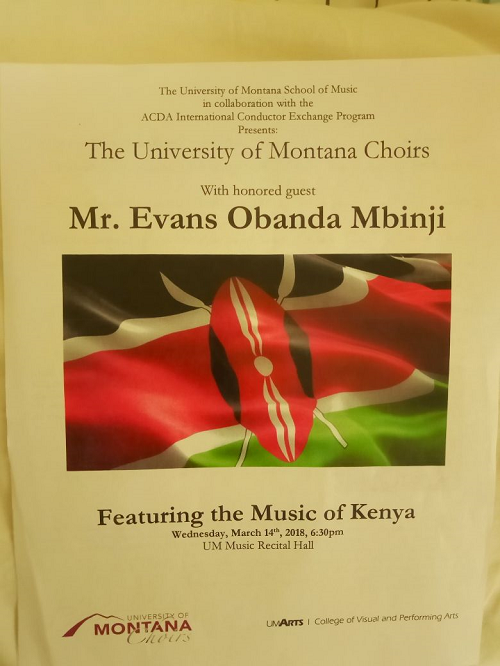 The University of Montana School of Music
in collaboration with the
ACDA International Conductor Exchange Program
Presents:
The University of Montana Choirs
With honored guest
Mr. Evans Obanda Mbinji
Featuring the Music of Kenya
Wednesday, March 14th, 2018, 6:30pm
UM Music Recital Hall
UNIVERSITY OF
MONTANA
Choirs
UMARTS | College of Visual and Performing Arts